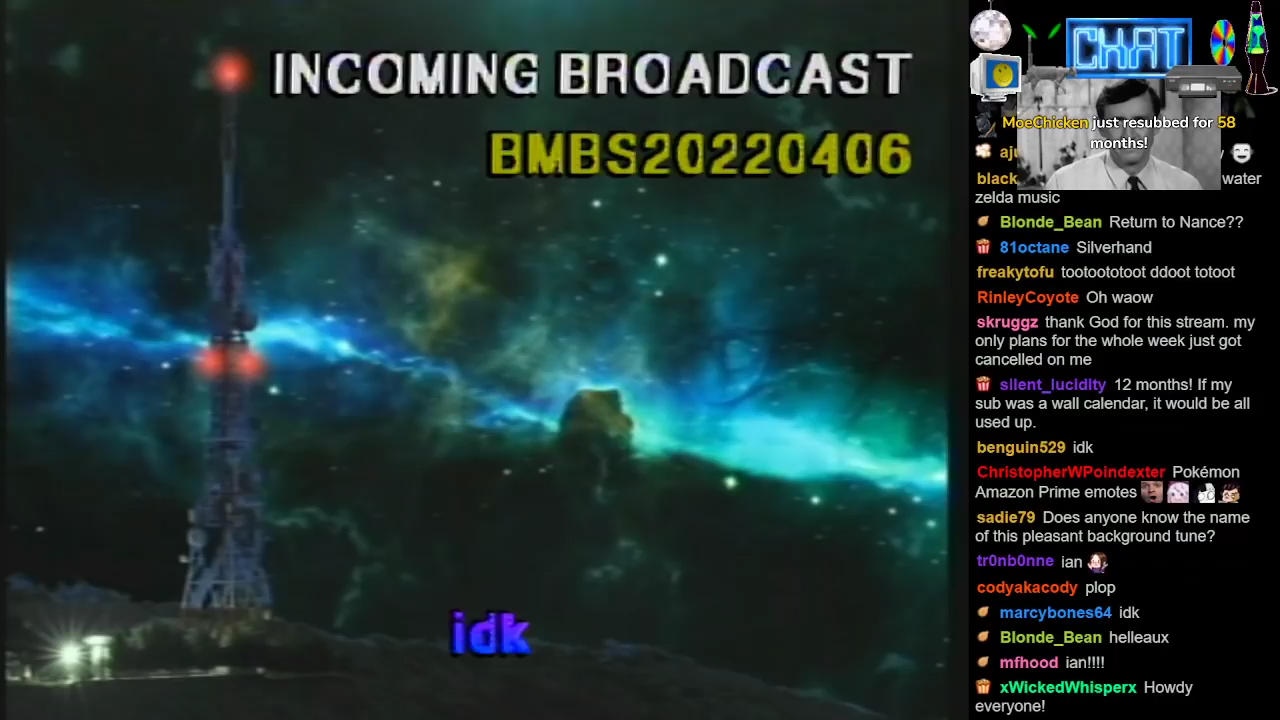 INCOMING BROADCAST
BMBS20220406
idk
CHAT
MoeChicken just resubbed for 58
months!
black
water
zelda music
Blonde_Bean Return to Nance??
81octane Silverhand
freakytofu tootoototoot ddoot totoot
RinleyCoyote Oh waow
skruggz thank God for this stream. my
only plans for the whole week just got
cancelled on me
silent_lucidity 12 months! If my
sub was a wall calendar, it would be all
used up.
benguin529 idk
ChristopherWPoindexter Pokémon
Amazon Prime emotes
sadie79 Does anyone know the name
of this pleasant background tune?
tr0nb0nne ian
codyakacody plop
marcybones64 idk
Blonde_Bean helleaux
mfhood ian!!!!
xWickedWhisperx Howdy
everyone!